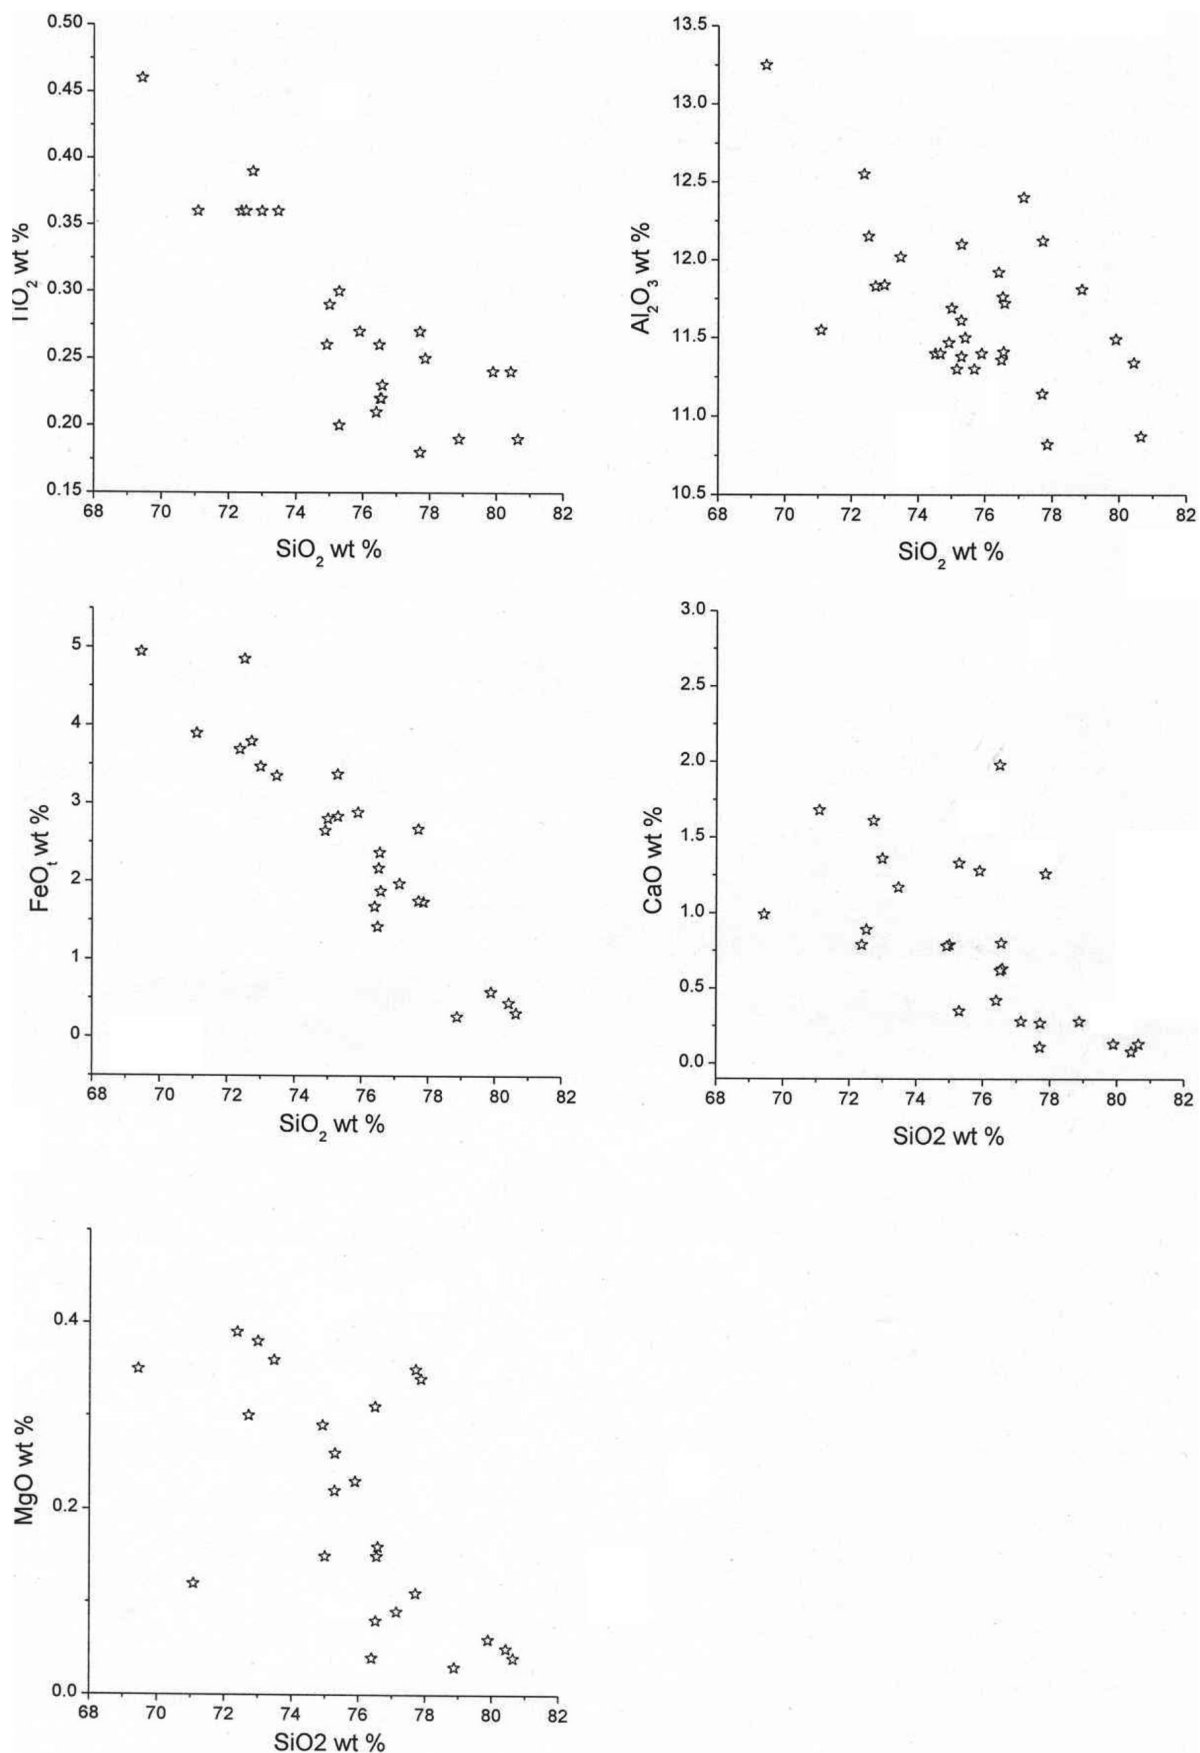 0.50
0.45
0.40
0.35
0.30
0.25
0.20
0.15
TiO2 wt %
68 70 72 74 76 78 80 82
SiO2 wt %
13.5
13.0
12.5
12.0
11.5
11.0
10.5
Al2O3 wt %
68 70 72 74 76 78 80 82
SiO2 wt %
5
4
3
2
1
0
FeOt wt %
68 70 72 74 76 78 80 82
SiO2 wt %
3.0
2.5
2.0
1.5
1.0
0.5
0.0
CaO wt %
68 70 72 74 76 78 80 82
SiO2 wt %
0.4
0.2
0.0
MgO wt %
68 70 72 74 76 78 80 82
SiO2 wt %